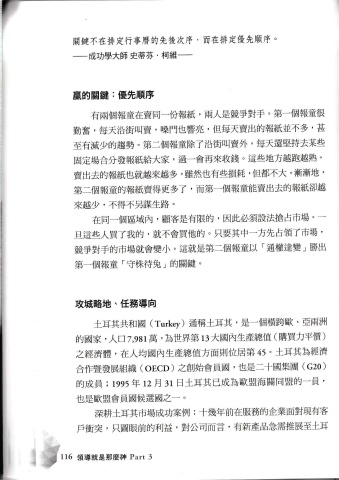 關鍵不在排定行事曆的先後次序，而在排定優先順序。
——成功學大師 史蒂芬．柯維——
贏的關鍵：優先順序
有兩個報童在賣同一份報紙，兩人是競爭對手。第一個報童很
勤奮，每天沿街叫賣，嗓門也響亮，但每天賣出的報紙並不多，甚
至有減少的趨勢。第二個報童除了沿街叫賣外，每天還堅持去某些
固定場合分發報紙給大家，過一會再來收錢。這些地方越跑越熟，
賣出去的報紙也就越來越多，雖然也有些損耗，但都不大。漸漸地，
第二個報童的報紙賣得更多了，而第一個報童能賣出去的報紙卻越
來越少，不得不另謀生路。
在同一個區域內，顧客是有限的，因此必須設法搶占市場。一
旦這些人買了我的，就不會買他的。只要其中一方先占領了市場，
競爭對手的市場就會變小。這就是第二個報童以「通權達變」勝出
第一個報童「守株待兔」的關鍵。
攻城略地、任務導向
土耳其共和國（Turkey）通稱土耳其，是一個橫跨歐、亞兩洲
的國家，人口7,981萬，為世界第13大國內生產總值（購買力平價）
之經濟體，在人均國內生產總值方面則位居第45。土耳其為經濟
合作暨發展組織（OECD）之創始會員國，也是二十國集團（G20）
的成員；1995年12月31日土耳其已成為歐盟海關同盟的一員，
也是歐盟會員國候選國之一。
深耕土耳其市場成功案例：十幾年前在服務的企業面對現有客
戶衝突，只圖眼前的利益，對公司而言，有新產品急需推展至土耳
116 領導就是那麼神 Part 3